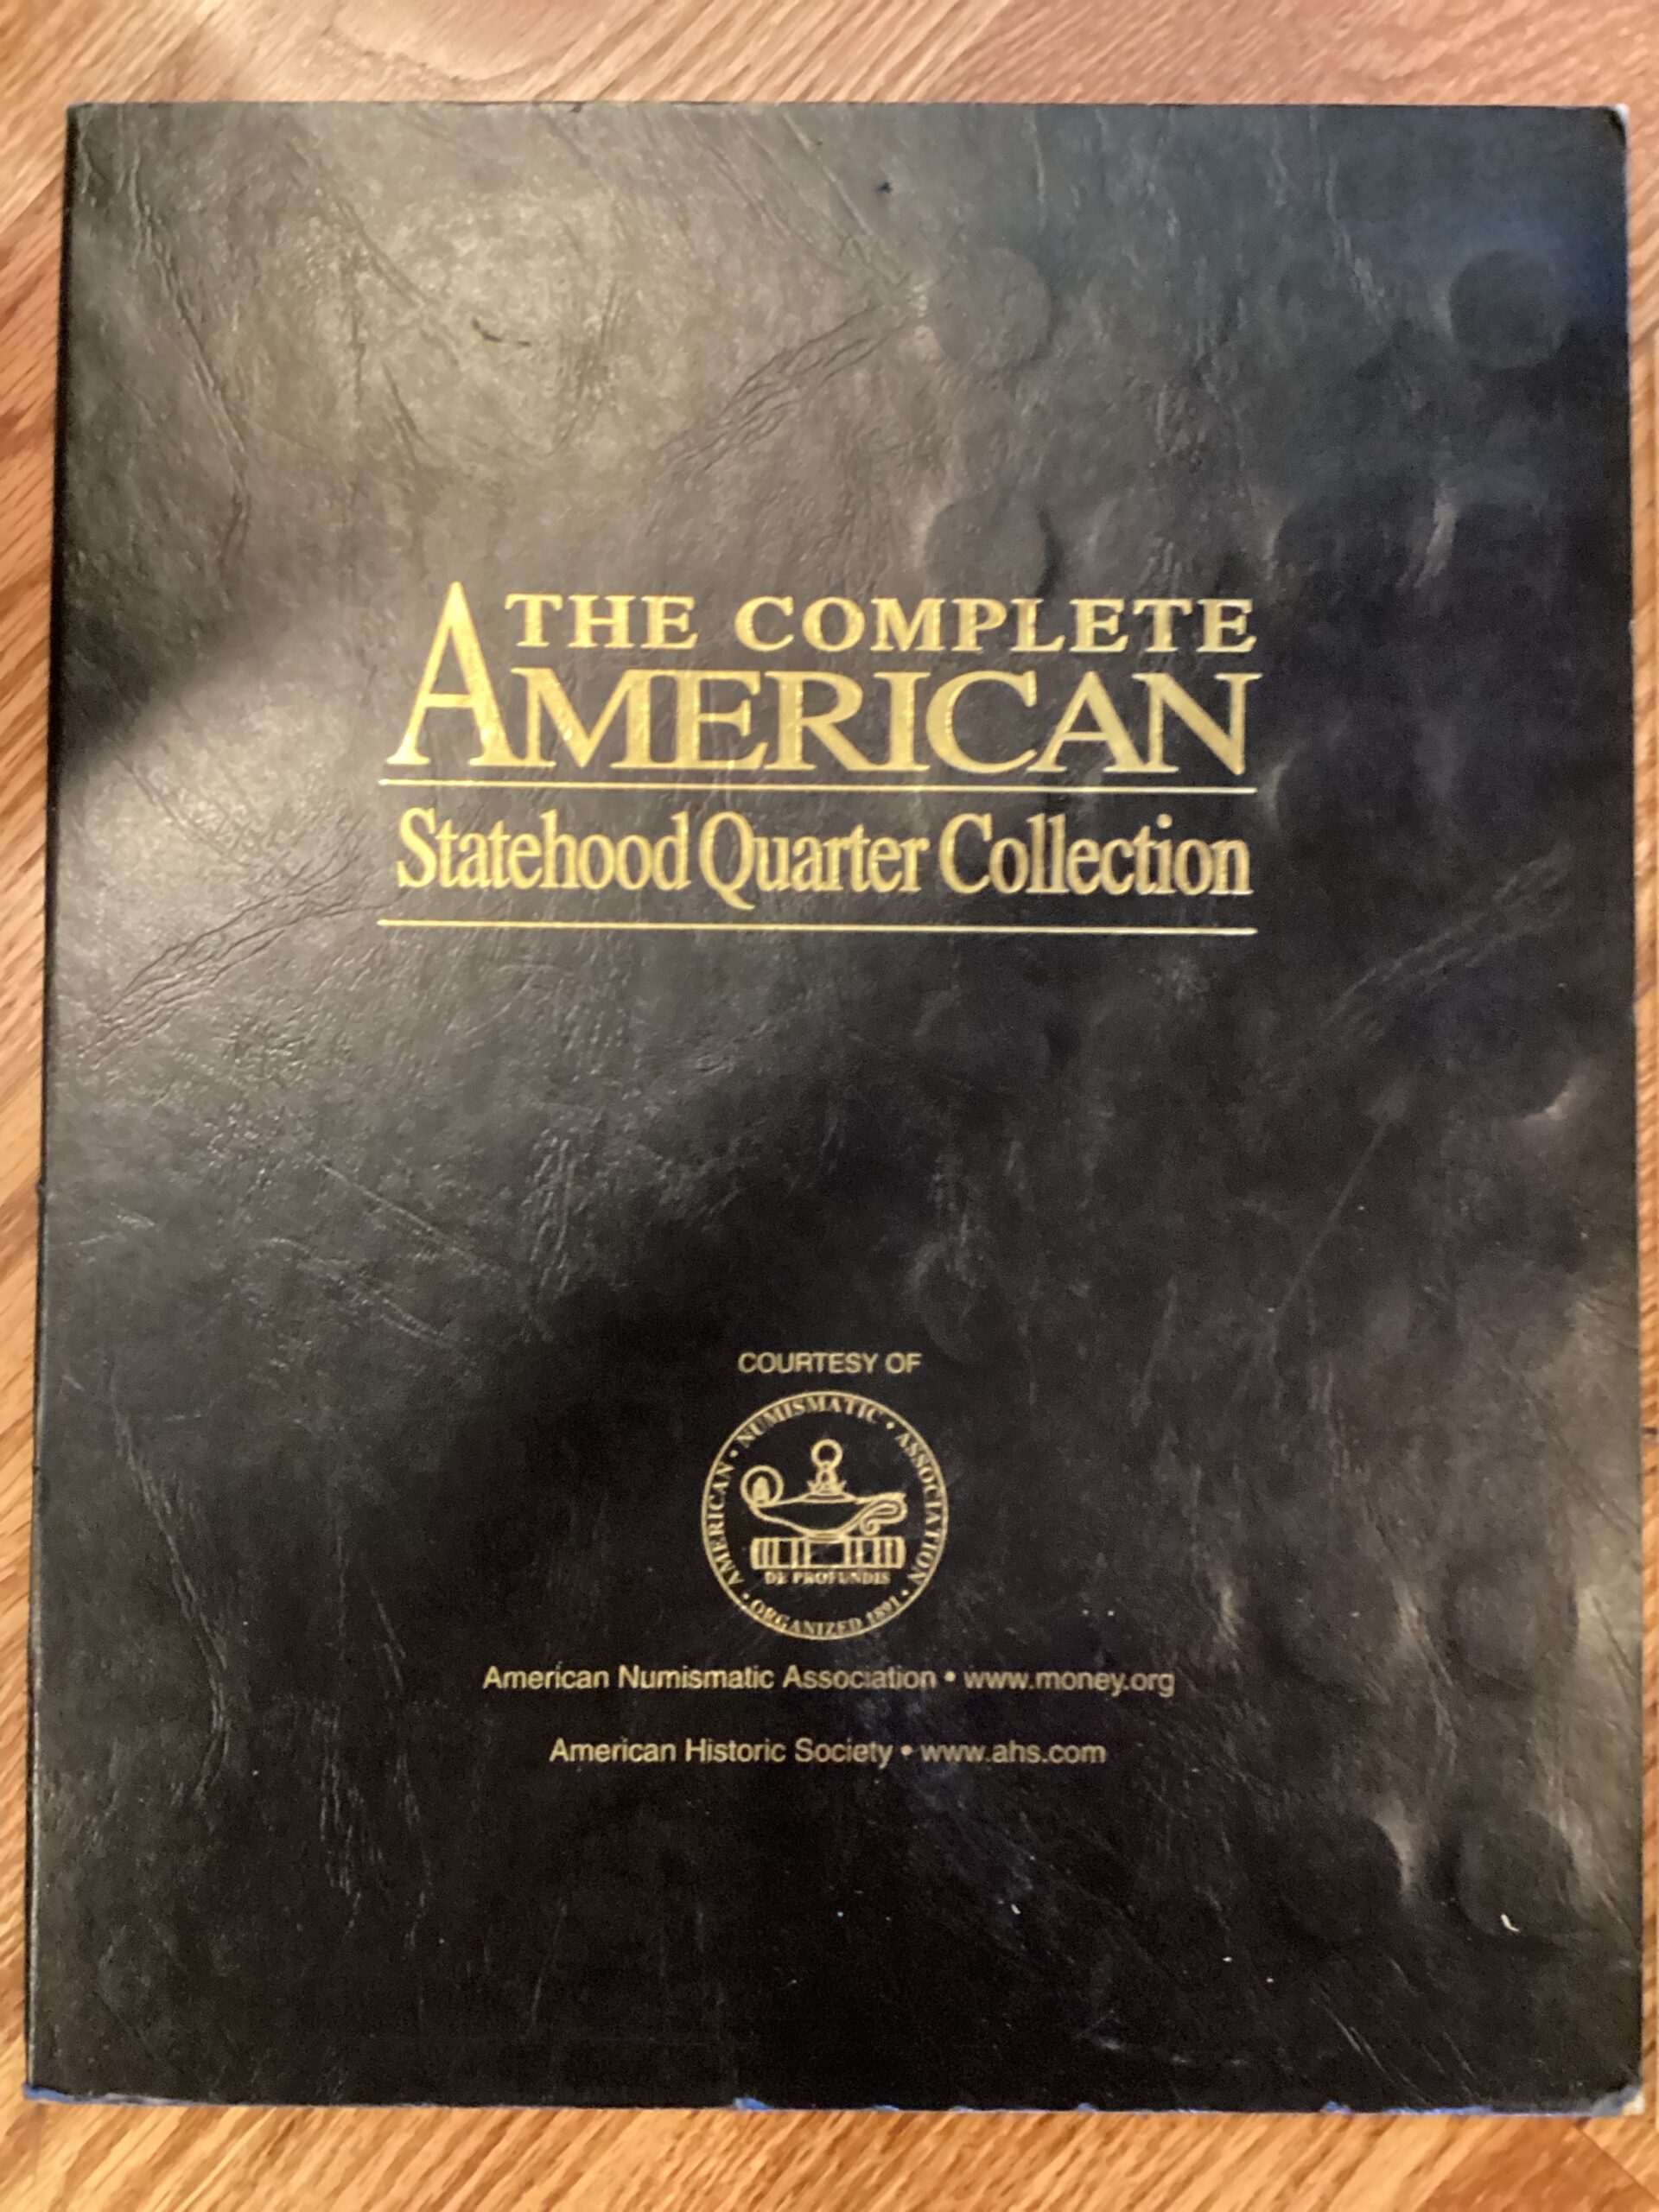 THE COMPLETE
AMERICAN
Statehood Quarter Collection
COURTESY OF
AMERICAN • NUMISMATIC • ASSOCIATION •
DE PROFUNDIS
ORGANIZED 1891 •
American Numismatic Association • www.money.org
American Historic Society • www.ahs.com